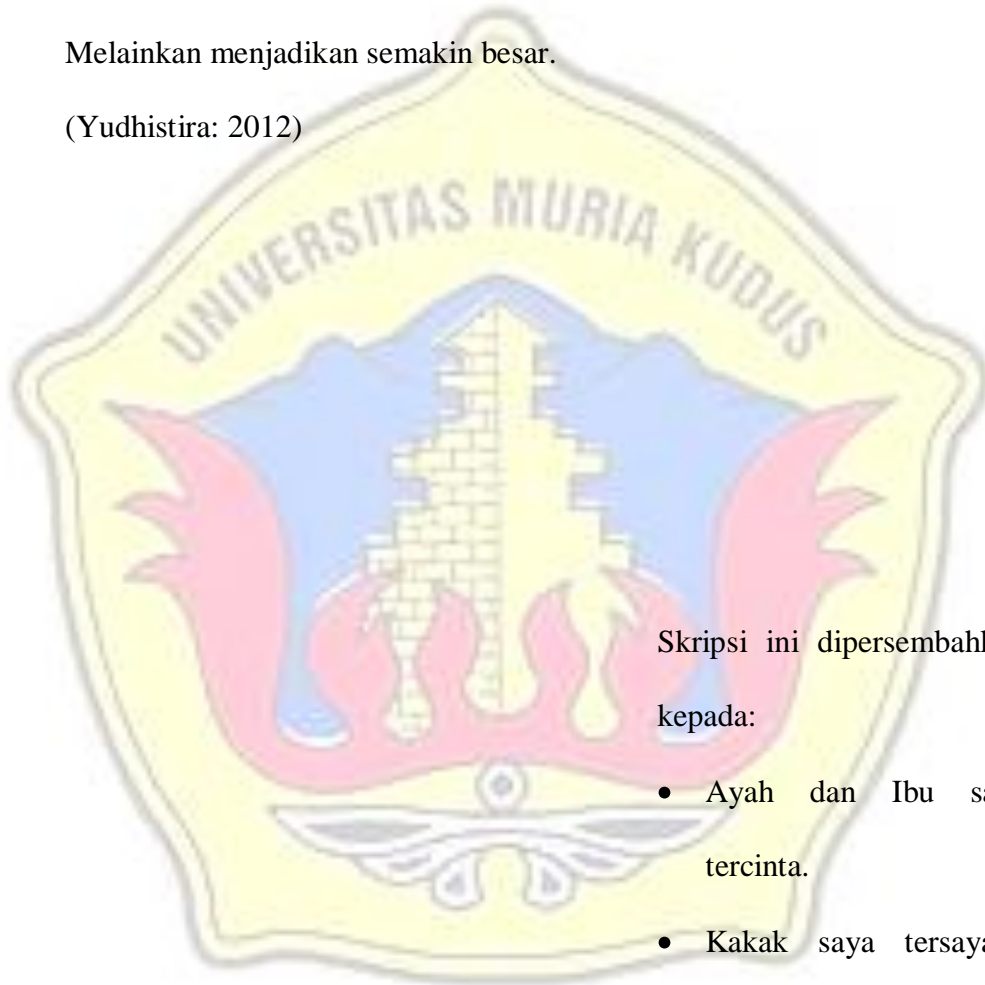 Melainkan menjadikan semakin besar.
(Yudhistira: 2012)
UNIVERSITAS MURIA KUDUS
Skripsi ini dipersembah
kepada:
• Ayah dan Ibu sa
tercinta.
• Kakak saya tersaya